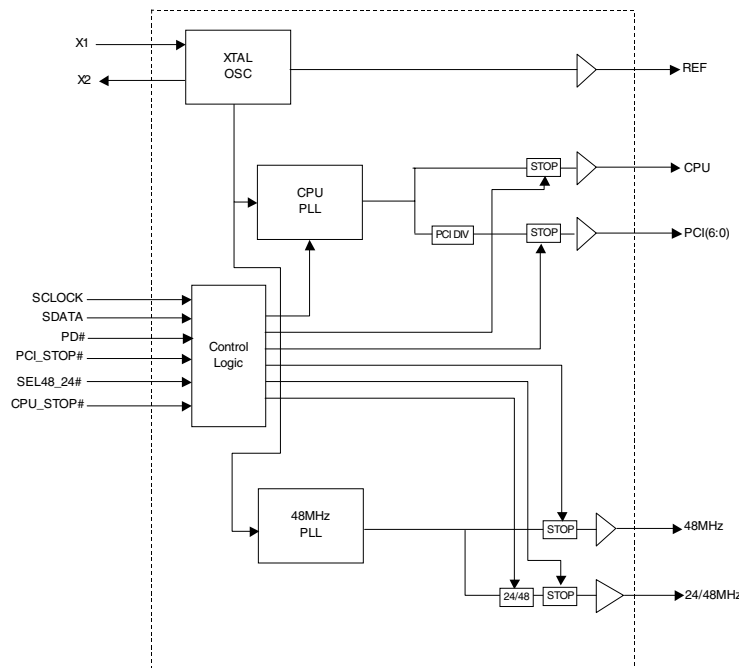 X1
X2
XTAL
OSC
REF
CPU
PLL
STOP
CPU
PCI DIV
STOP
PCI(6:0)
SCLOCK
SDATA
PD#
PCI_STOP#
SEL48_24#
CPU_STOP#
Control
Logic
48MHz
PLL
STOP
48MHz
24/48
STOP
24/48MHz